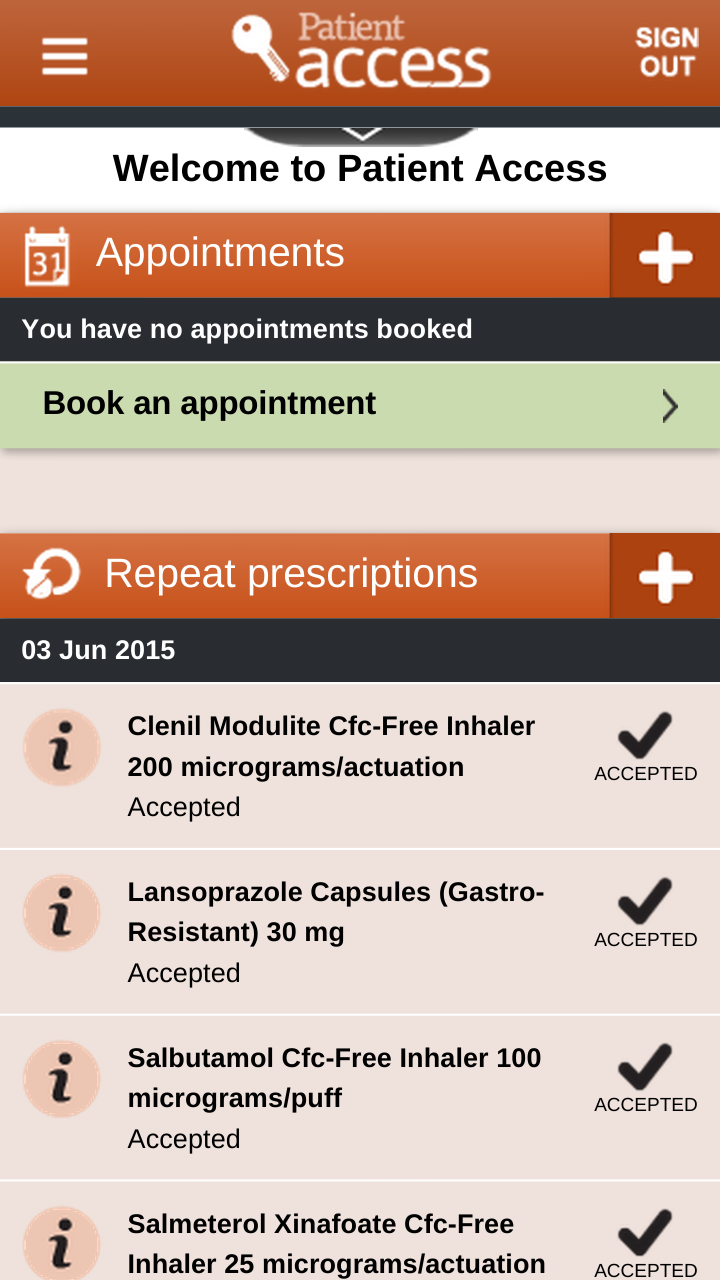 Patient
access
SIGN
OUT
Welcome to Patient Access
31
Appointments
You have no appointments booked
Book an appointment
Repeat prescriptions
03 Jun 2015
Clenil Modulite Cfc-Free Inhaler
200 micrograms/actuation
Accepted
ACCEPTED
Lansoprazole Capsules (Gastro-
Resistant) 30 mg
Accepted
ACCEPTED
Salbutamol Cfc-Free Inhaler 100
micrograms/puff
Accepted
ACCEPTED
Salmeterol Xinafoate Cfc-Free
Inhaler 25 micrograms/actuation
ACCEPTED